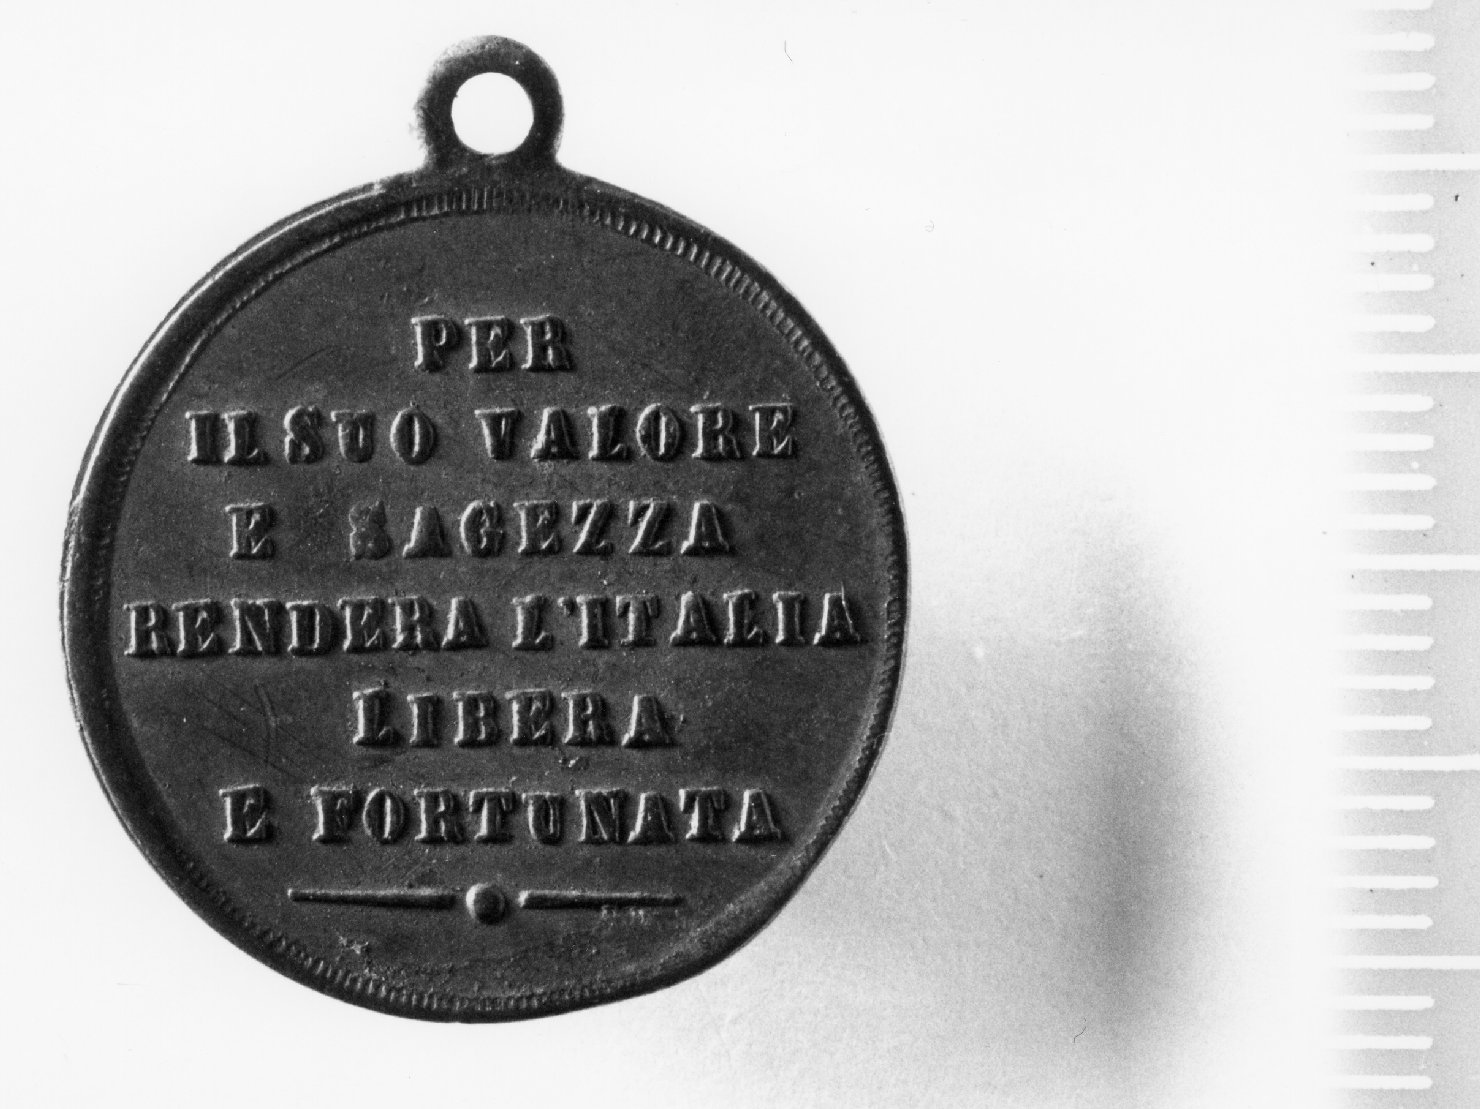 PER
IL SUO VALORE
E SAGEZZA
RENDERA L'ITALIA
LIBERA
E FORTUNATA